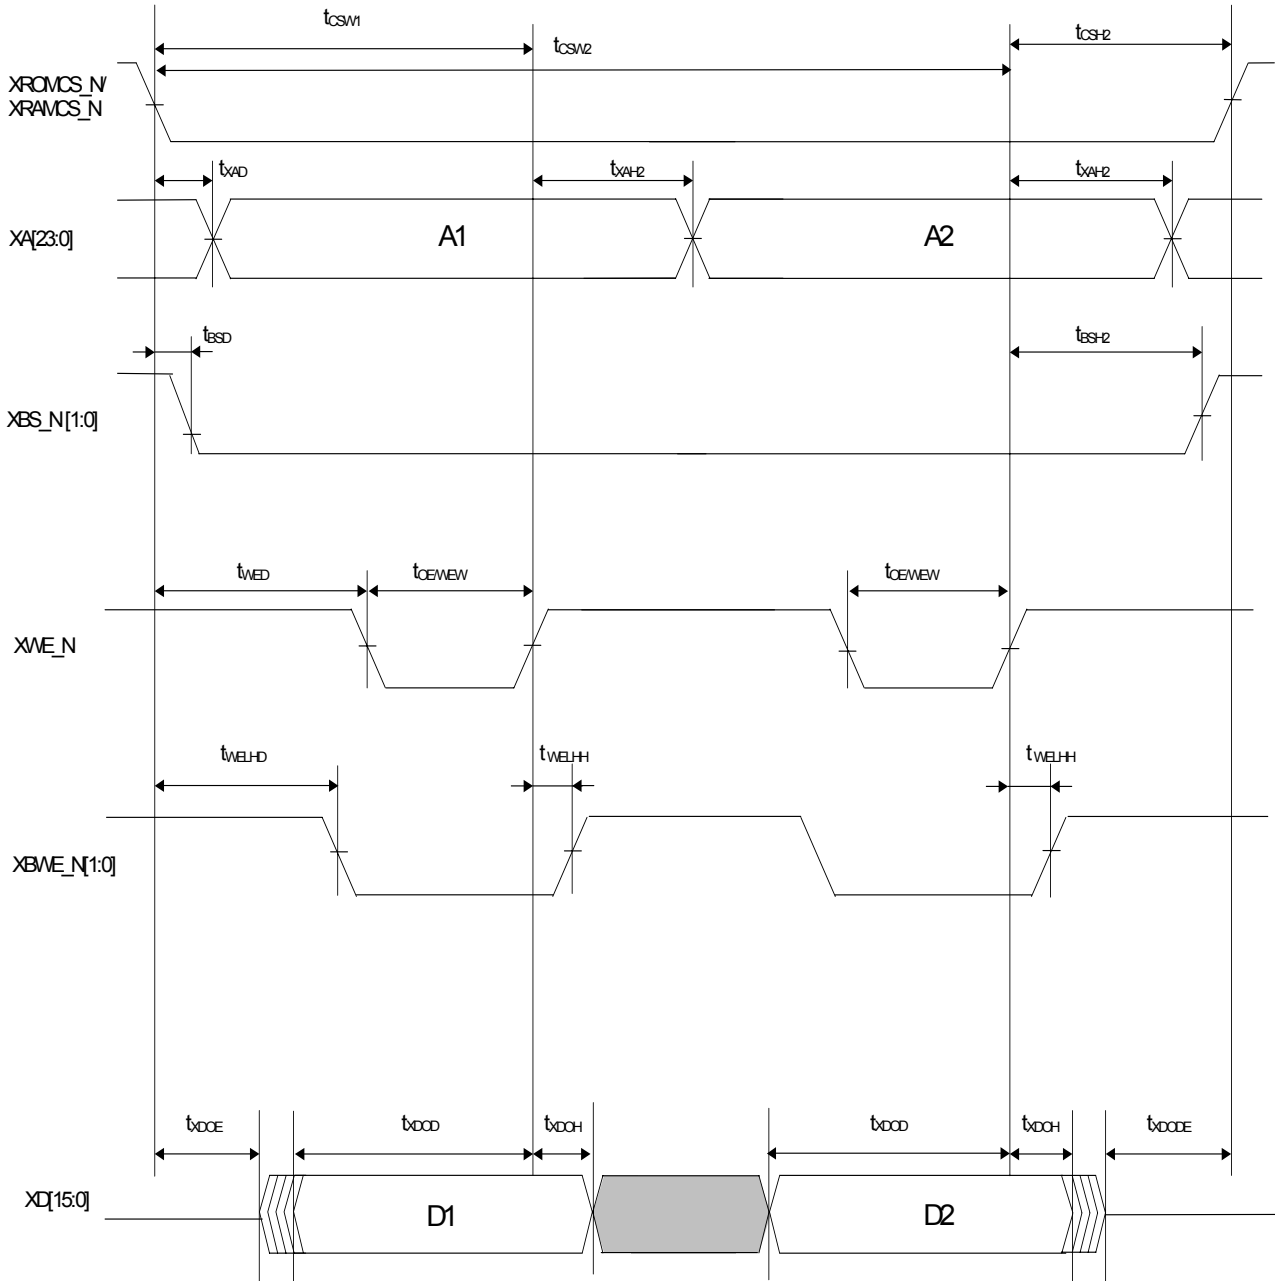 tCSW1
tCSW2
tCSH2
XROMCS_N/
XRAMCS_N
tXAD
tXAH2
tXAH2
XA[23:0]
A1
A2
tBSD
tBSH2
XBS_N[1:0]
tWED
tOE/WEW
tOE/WEW
XWE_N
tWELHD
tWELHH
tWELHH
XBWE_N[1:0]
tXDOE
tXDOD
tXDOH
tXDOD
tXDOH
tXDODE
XD[15:0]
D1
D2